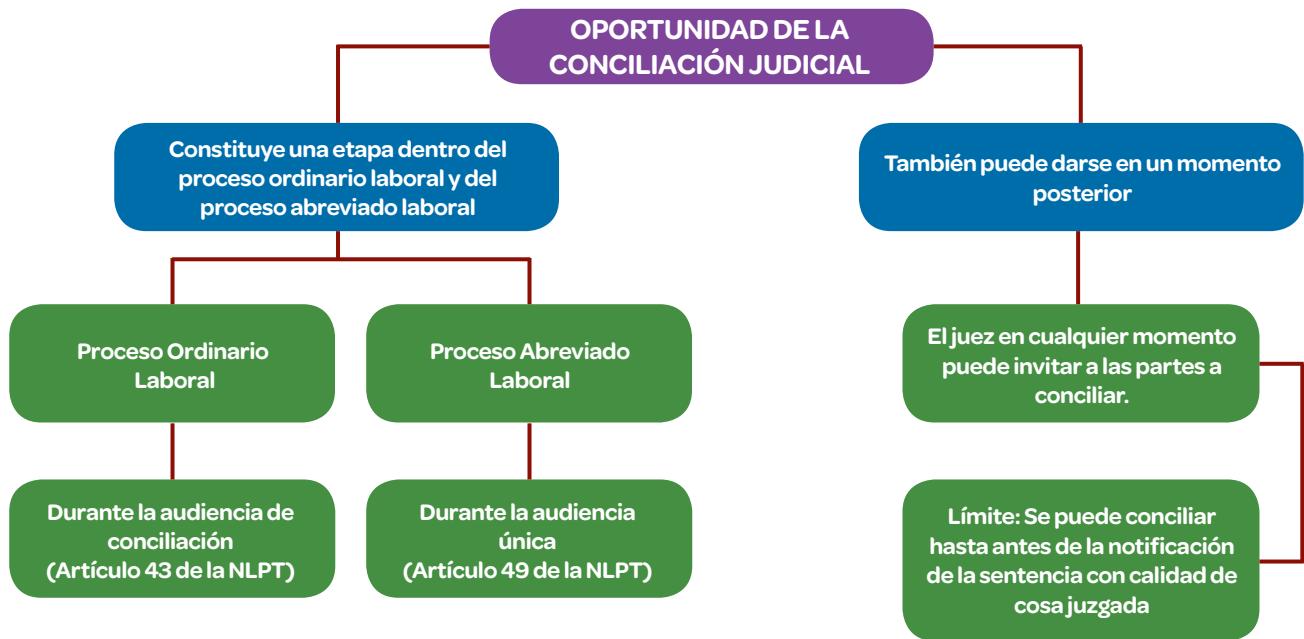 OPORTUNIDAD DE LA
CONCILIACIÓN JUDICIAL
Constituye una etapa dentro del
proceso ordinario laboral y del
proceso abreviado laboral
También puede darse en un momento
posterior
Proceso Ordinario
Laboral
Proceso Abreviado
Laboral
El juez en cualquier momento
puede invitar a las partes a
conciliar.
Durante la audiencia de
conciliación
(Artículo 43 de la NLPT)
Durante la audiencia
única
(Artículo 49 de la NLPT)
Límite: Se puede conciliar
hasta antes de la notificación
de la sentencia con calidad de
cosa juzgada